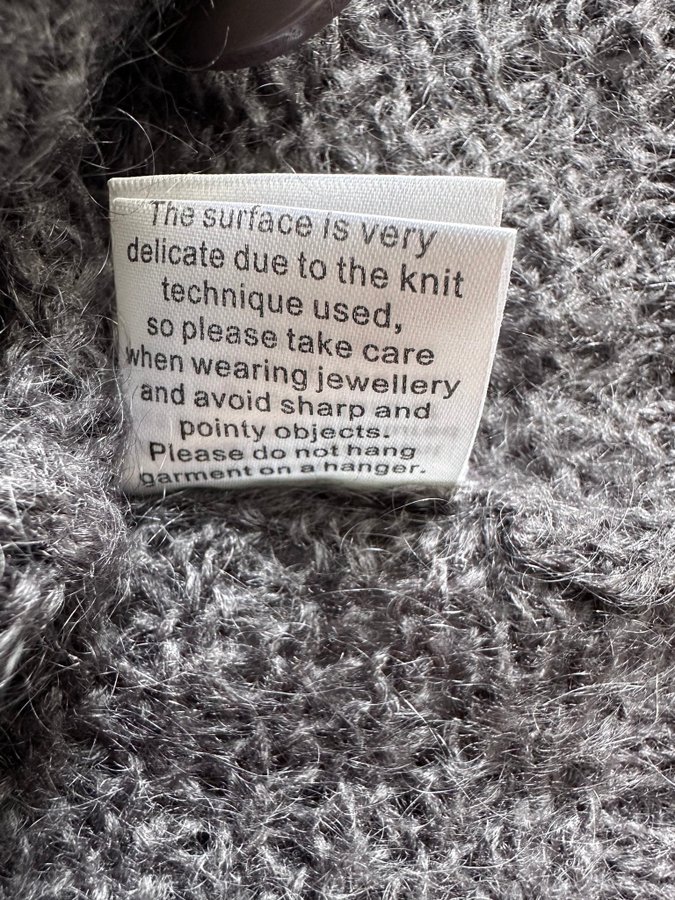 The surface is very
delicate due to the knit
technique used,
so please take care
when wearing jewellery
and avoid sharp and
pointy objects.
Please do not hang
garment on a hanger.